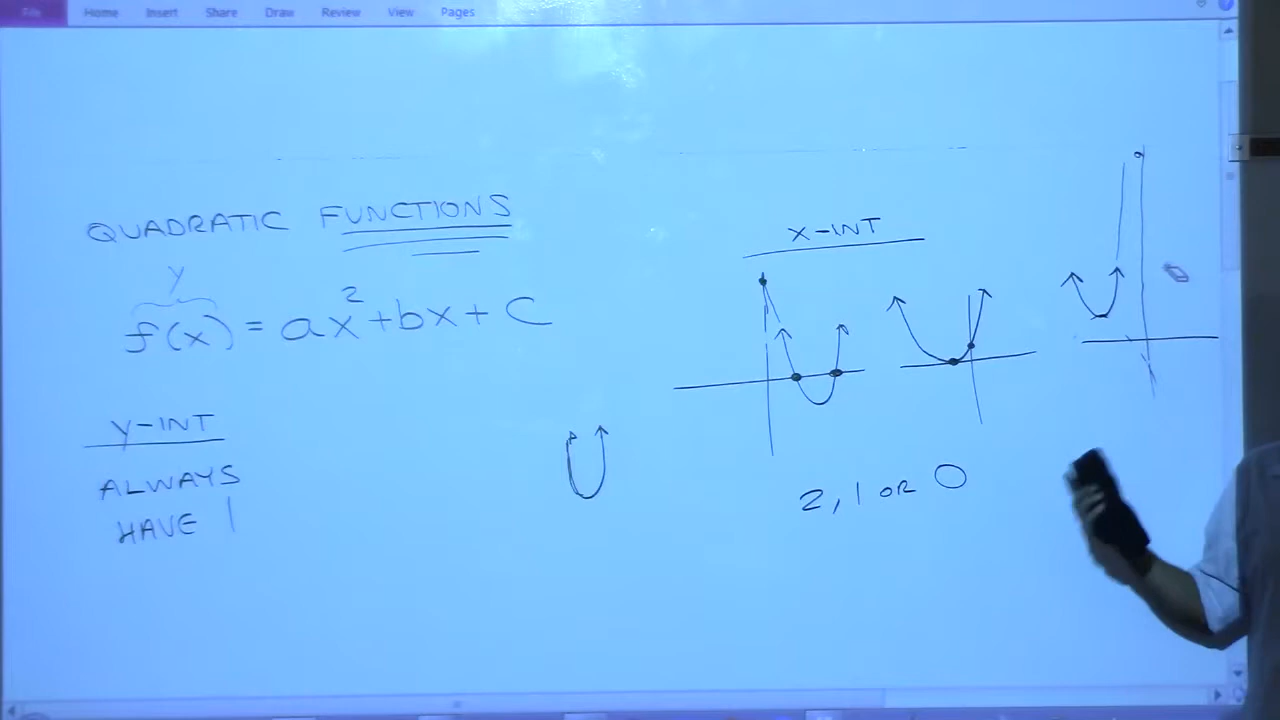 File Home Insert Share Draw Review View Pages
QUADRATIC FUNCTIONS
y
f(x) = ax²+bx+c
y-INT
ALWAYS
HAVE 1
x-INT
2, 1 OR 0